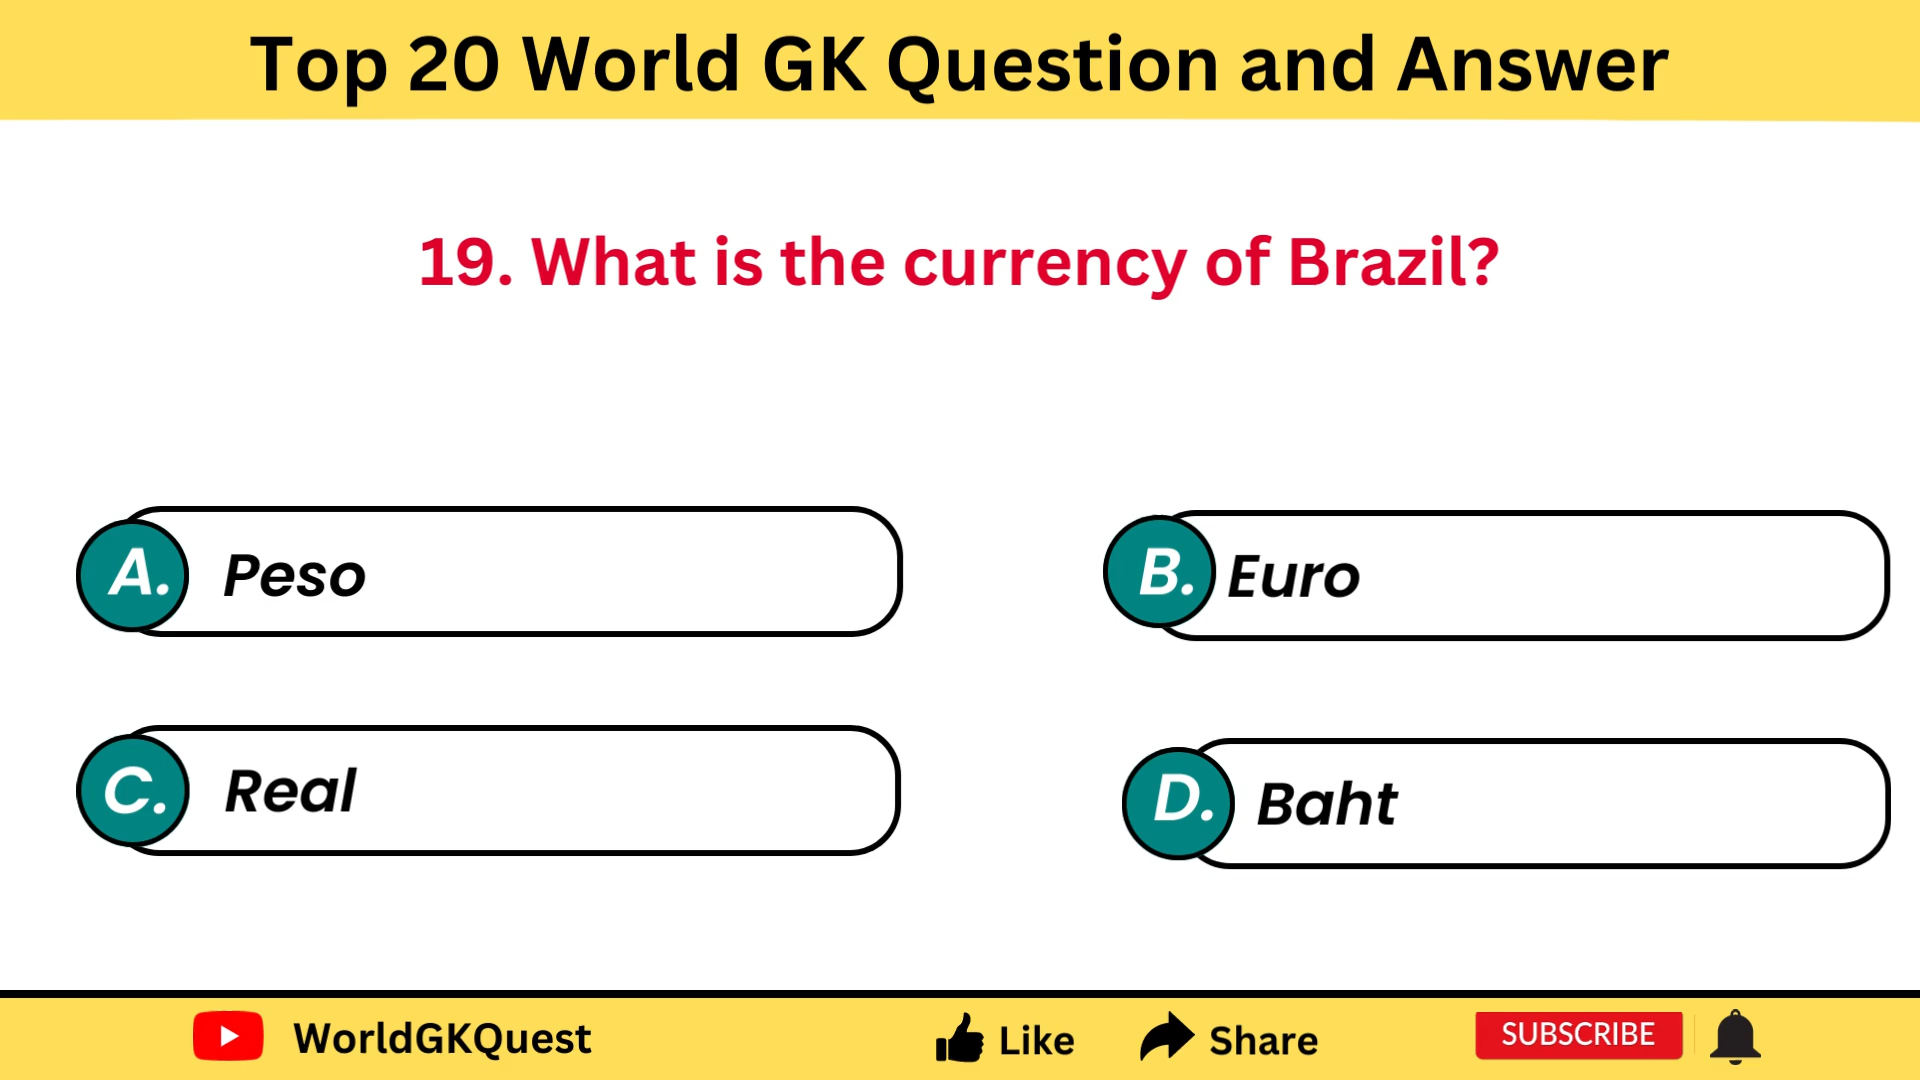 Top 20 World GK Question and Answer
19. What is the currency of Brazil?
A. Peso
B. Euro
C. Real
D. Baht
WorldGKQuest Like Share SUBSCRIBE